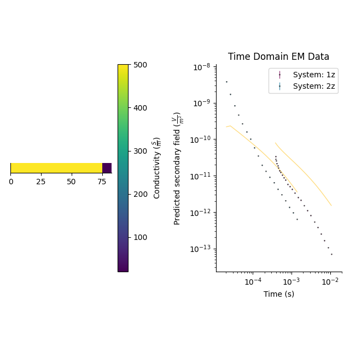 0 25 50 75
500
400
300
200
100
Conductivity (S/m)
Time Domain EM Data
System: 1z
System: 2z
Predicted secondary field (V/m²)
10⁻⁸
10⁻⁹
10⁻¹⁰
10⁻¹¹
10⁻¹²
10⁻¹³
10⁻⁴ 10⁻³ 10⁻²
Time (s)